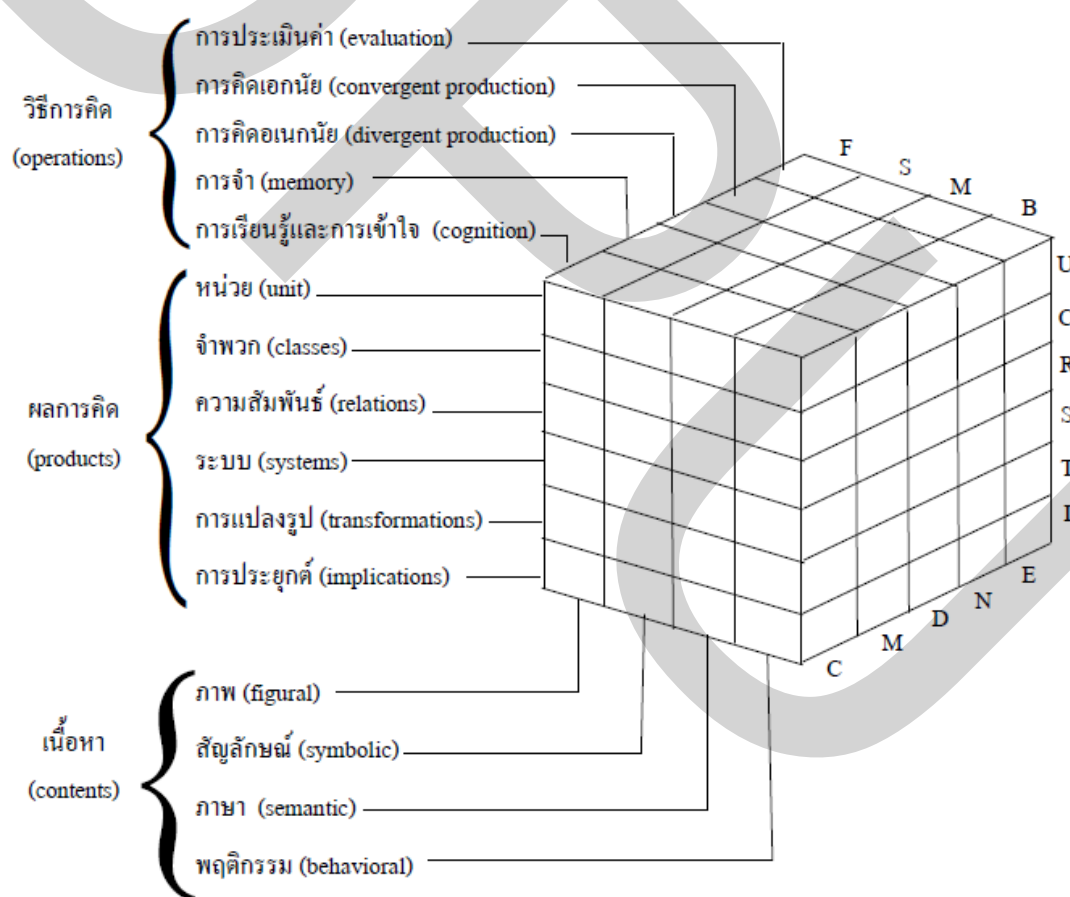 การประเมินค่า (evaluation)
การคิดเอกนัย (convergent production)
วิธีการคิด
(operations)
การคิดอเนกนัย (divergent production)
การจำ (memory)
การเรียนรู้และการเข้าใจ (cognition)
หน่วย (unit)
จำพวก (classes)
ความสัมพันธ์ (relations)
ผลการคิด
(products)
ระบบ (systems)
การแปลงรูป (transformations)
การประยุกต์ (implications)
ภาพ (figural)
สัญลักษณ์ (symbolic)
เนื้อหา
(contents)
ภาษา (semantic)
พฤติกรรม (behavioral)
F
S
M
B
U
C
R
S
T
I
E
N
D
M
C